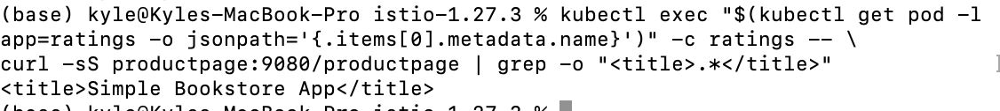 (base) kyle@Kyles-MacBook-Pro istio-1.27.3 % kubectl exec "$(kubectl get pod -l
app=ratings -o jsonpath='{.items[0].metadata.name}')" -c ratings -- \
curl -sS productpage:9080/productpage | grep -o "<title>.*</title>" ]
<title>Simple Bookstore App</title>
(base) kyle@Kyles-MacBook-Pro istio-1.27.3 %